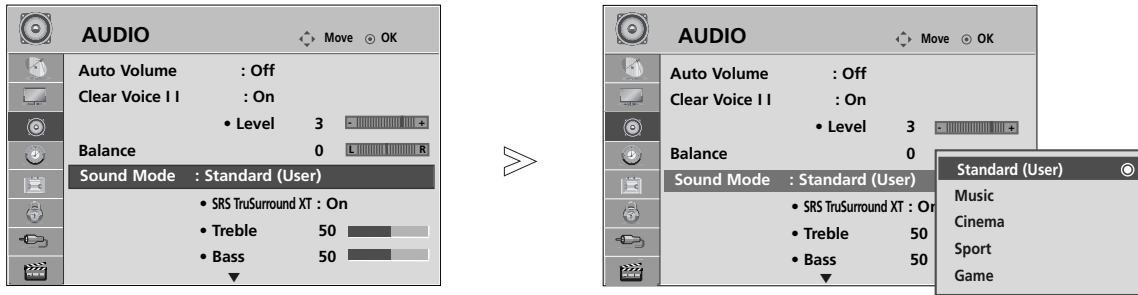 AUDIO Move OK
Auto Volume : Off
Clear Voice I I : On
• Level 3 - +
Balance 0 L R
Sound Mode : Standard (User)
• SRS TruSurround XT : On
• Treble 50
• Bass 50
▼
AUDIO Move OK
Auto Volume : Off
Clear Voice I I : On
• Level 3 - +
Balance 0
Sound Mode : Standard (User)
• SRS TruSurround XT : On
• Treble 50
• Bass 50
▼
Standard (User)
Music
Cinema
Sport
Game